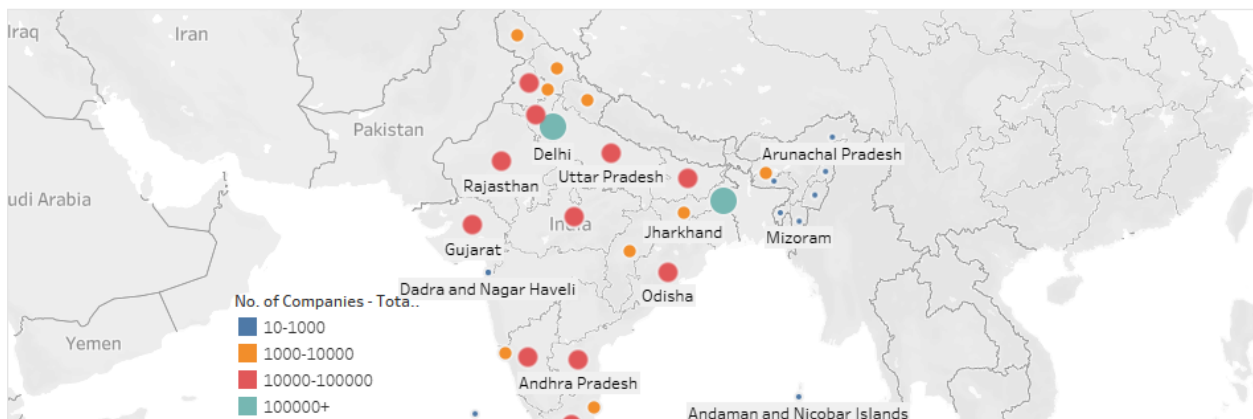 Iraq
Iran
Pakistan
Delhi
Arunachal Pradesh
Rajasthan
Uttar Pradesh
udi Arabia
India
Jharkhand
Mizoram
Gujarat
Dadra and Nagar Haveli
Odisha
No. of Companies - Tota..
10-1000
Yemen
1000-10000
10000-100000
Andhra Pradesh
100000+
Andaman and Nicobar Islands